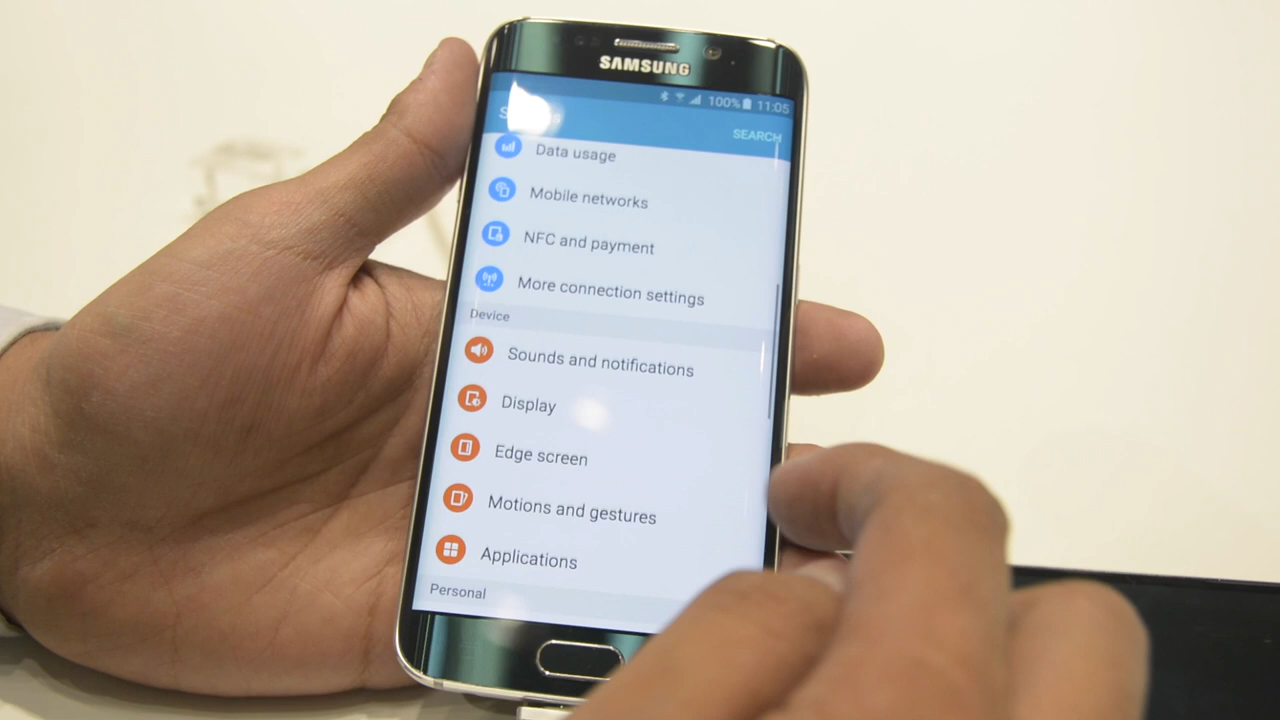 SAMSUNG
100% 11:05
SEARCH
Data usage
Mobile networks
NFC and payment
More connection settings
Device
Sounds and notifications
Display
Edge screen
Motions and gestures
Applications
Personal